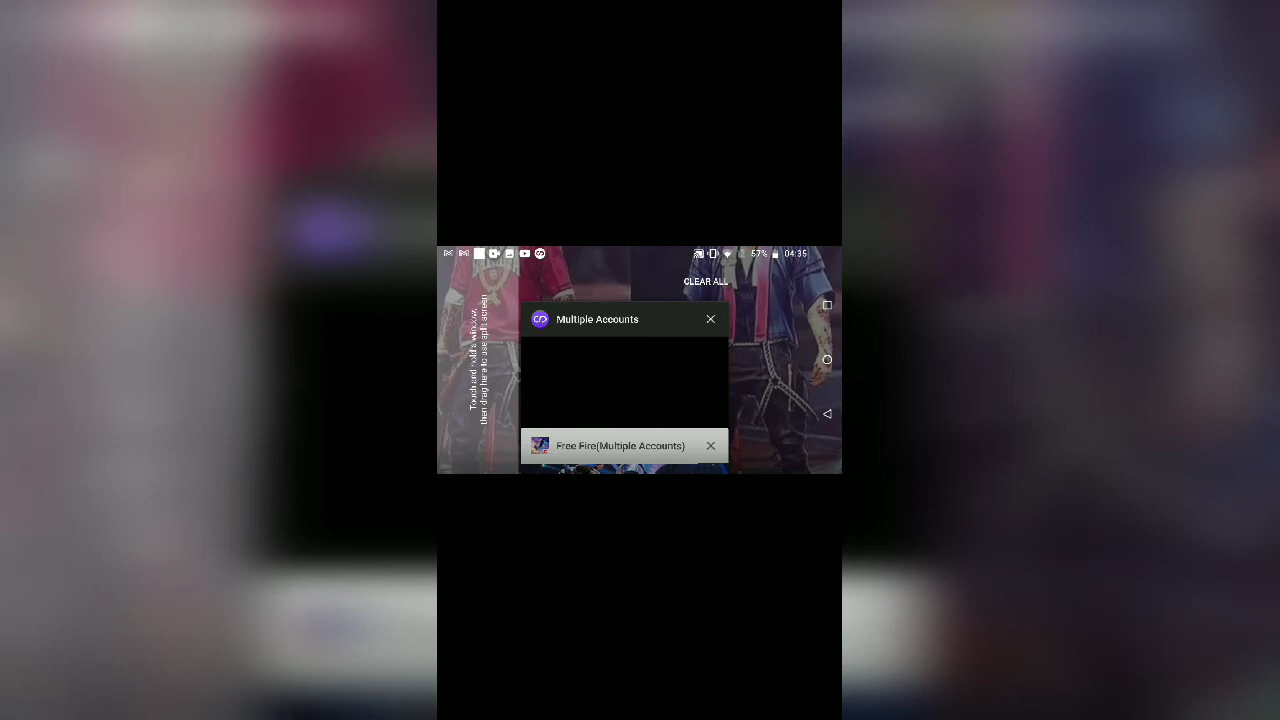 57% 04:35
CLEAR ALL
Touch and hold a window,
then drag here to use split screen
Multiple Accounts
Free Fire(Multiple Accounts)